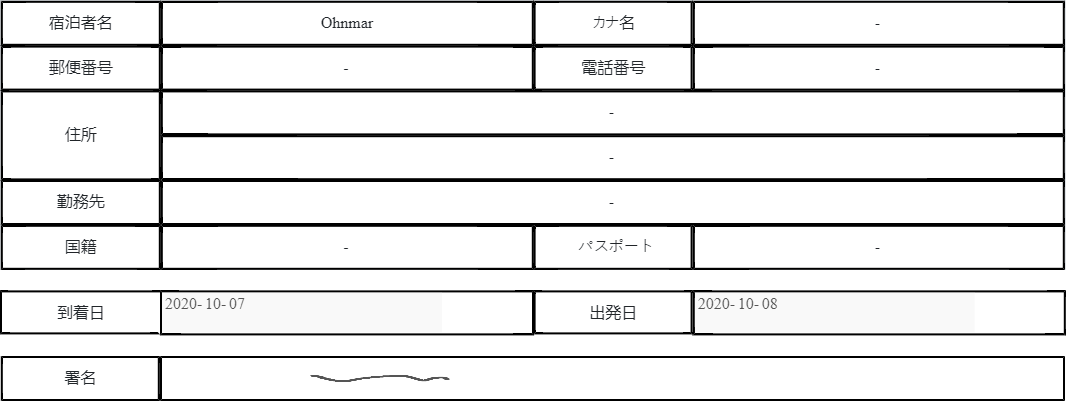 宿泊者名 Ohnmar カナ名 -
郵便番号 - 電話番号 -
住所 -
-
勤務先 -
国籍 - パスポート -
到着日 2020-10-07 出発日 2020-10-08
署名